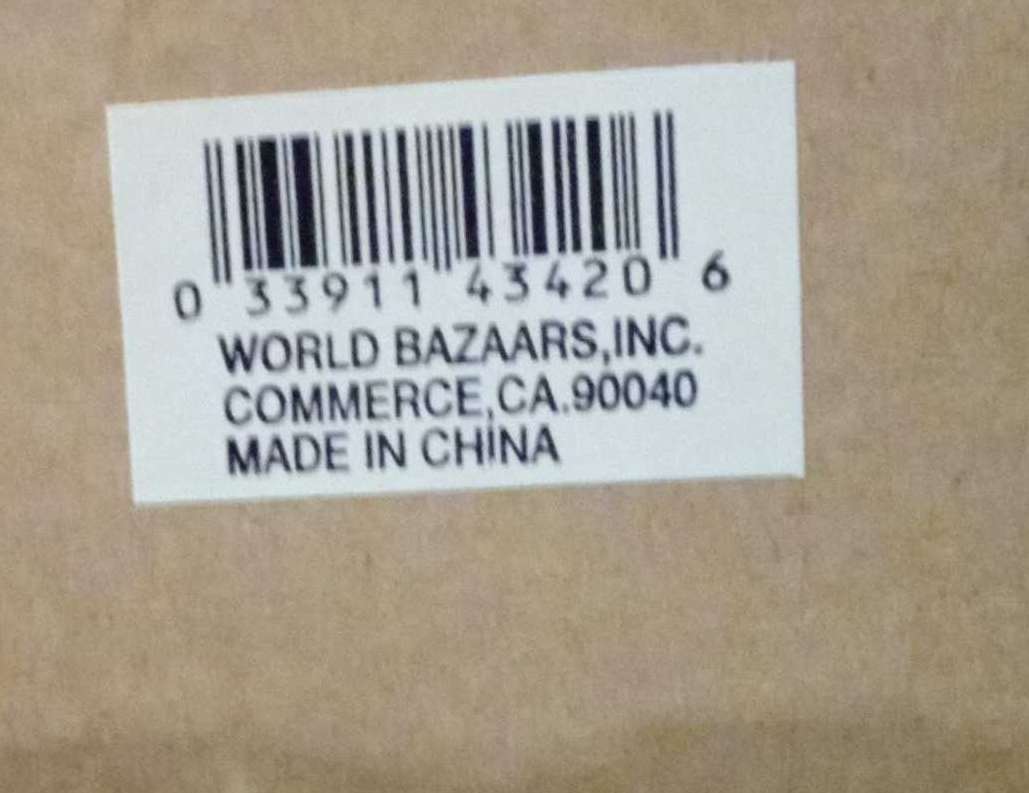 0 33911 43420 6
WORLD BAZAARS,INC.
COMMERCE,CA.90040
MADE IN CHINA